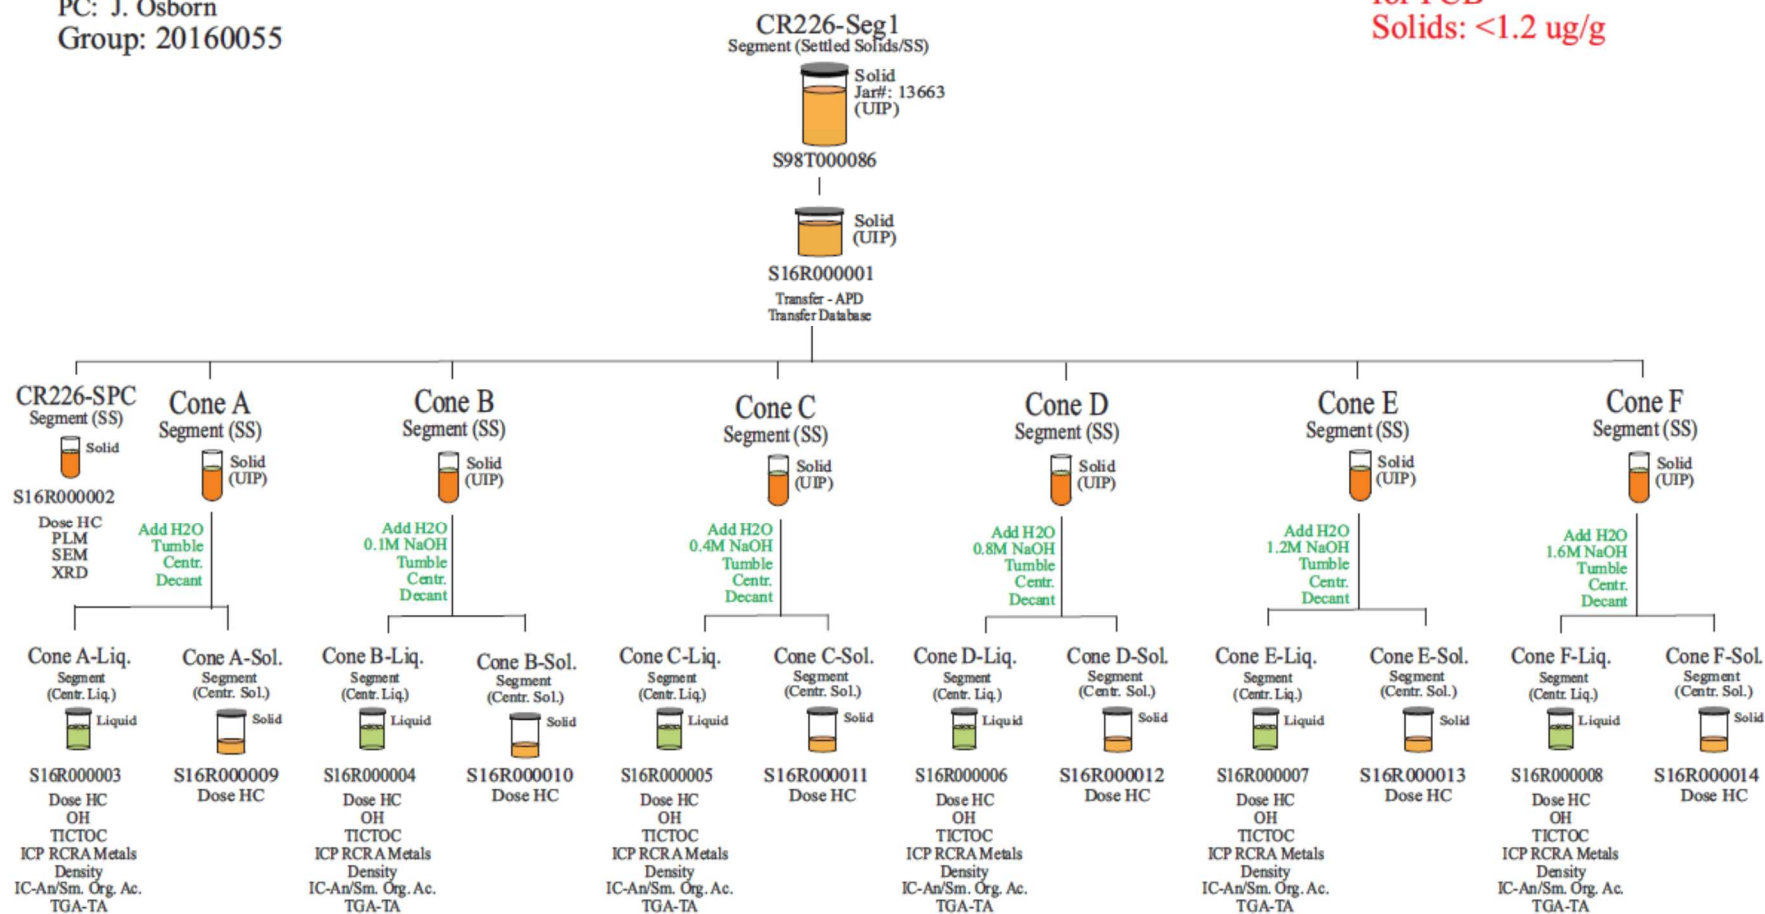 PC: J. Osborn
Group: 20160055
Solids: <1.2 ug/g
CR226-Seg1
Segment (Settled Solids/SS)
Solid
Jar#: 13663
(UIP)
S98T000086
Solid
(UIP)
S16R000001
Transfer - APD
Transfer Database
CR226-SPC
Segment (SS)
Solid
S16R000002
Dose HC
PLM
SEM
XRD
Cone A
Segment (SS)
Solid
(UIP)
Add H2O
Tumble
Centr.
Decant
Cone B
Segment (SS)
Solid
(UIP)
Add H2O
0.1M NaOH
Tumble
Centr.
Decant
Cone C
Segment (SS)
Solid
(UIP)
Add H2O
0.4M NaOH
Tumble
Centr.
Decant
Cone D
Segment (SS)
Solid
(UIP)
Add H2O
0.8M NaOH
Tumble
Centr.
Decant
Cone E
Segment (SS)
Solid
(UIP)
Add H2O
1.2M NaOH
Tumble
Centr.
Decant
Cone F
Segment (SS)
Solid
(UIP)
Add H2O
1.6M NaOH
Tumble
Centr.
Decant
Cone A-Liq.
Segment
(Centr. Liq.)
Liquid
S16R000003
Dose HC
OH
TICTOC
ICP RCRA Metals
Density
IC-An/Sm. Org. Ac.
TGA-TA
Cone A-Sol.
Segment
(Centr. Sol.)
Solid
S16R000009
Dose HC
Cone B-Liq.
Segment
(Centr. Liq.)
Liquid
S16R000004
Dose HC
OH
TICTOC
ICP RCRA Metals
Density
IC-An/Sm. Org. Ac.
TGA-TA
Cone B-Sol.
Segment
(Centr. Sol.)
Solid
S16R000010
Dose HC
Cone C-Liq.
Segment
(Centr. Liq.)
Liquid
S16R000005
Dose HC
OH
TICTOC
ICP RCRA Metals
Density
IC-An/Sm. Org. Ac.
TGA-TA
Cone C-Sol.
Segment
(Centr. Sol.)
Solid
S16R000011
Dose HC
Cone D-Liq.
Segment
(Centr. Liq.)
Liquid
S16R000006
Dose HC
OH
TICTOC
ICP RCRA Metals
Density
IC-An/Sm. Org. Ac.
TGA-TA
Cone D-Sol.
Segment
(Centr. Sol.)
Solid
S16R000012
Dose HC
Cone E-Liq.
Segment
(Centr. Liq.)
Liquid
S16R000007
Dose HC
OH
TICTOC
ICP RCRA Metals
Density
IC-An/Sm. Org. Ac.
TGA-TA
Cone E-Sol.
Segment
(Centr. Sol.)
Solid
S16R000013
Dose HC
Cone F-Liq.
Segment
(Centr. Liq.)
Liquid
S16R000008
Dose HC
OH
TICTOC
ICP RCRA Metals
Density
IC-An/Sm. Org. Ac.
TGA-TA
Cone F-Sol.
Segment
(Centr. Sol.)
Solid
S16R000014
Dose HC